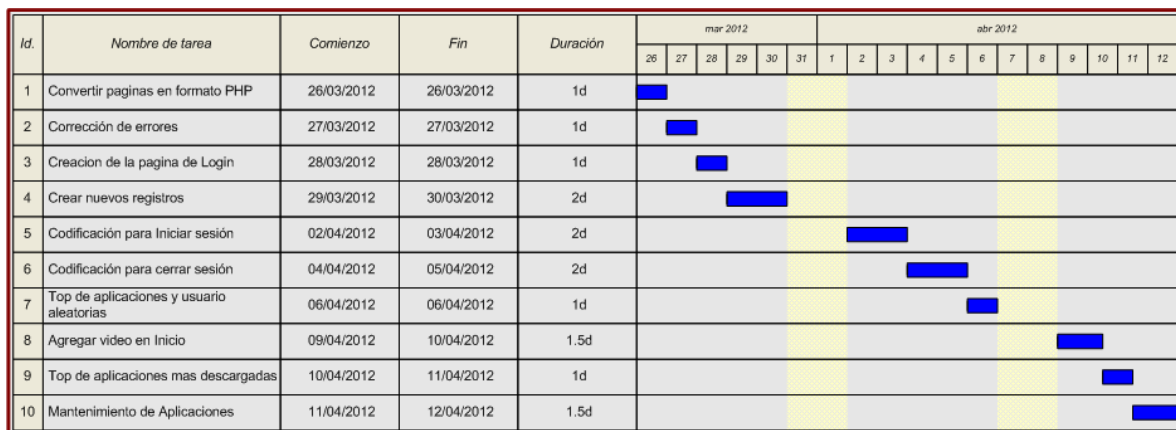 Id. Nombre de tarea Comienzo Fin Duración mar 2012 abr 2012
26 27 28 29 30 31 1 2 3 4 5 6 7 8 9 10 11 12
1 Convertir paginas en formato PHP 26/03/2012 26/03/2012 1d
2 Corrección de errores 27/03/2012 27/03/2012 1d
3 Creacion de la pagina de Login 28/03/2012 28/03/2012 1d
4 Crear nuevos registros 29/03/2012 30/03/2012 2d
5 Codificación para Iniciar sesión 02/04/2012 03/04/2012 2d
6 Codificación para cerrar sesión 04/04/2012 05/04/2012 2d
7 Top de aplicaciones y usuario
aleatorias 06/04/2012 06/04/2012 1d
8 Agregar video en Inicio 09/04/2012 10/04/2012 1.5d
9 Top de aplicaciones mas descargadas 10/04/2012 11/04/2012 1d
10 Mantenimiento de Aplicaciones 11/04/2012 12/04/2012 1.5d